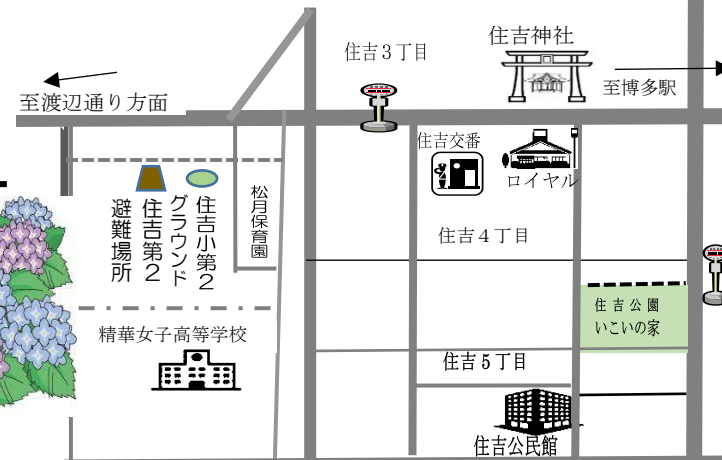 住吉神社
住吉３丁目
至博多駅
至渡辺通り方面
住吉交番
ロイヤル
松月保育園
住吉小第２
グラウンド
住吉第２
避難場所
住吉４丁目
住吉公園
いこいの家
精華女子高等学校
住吉５丁目
住吉公民館